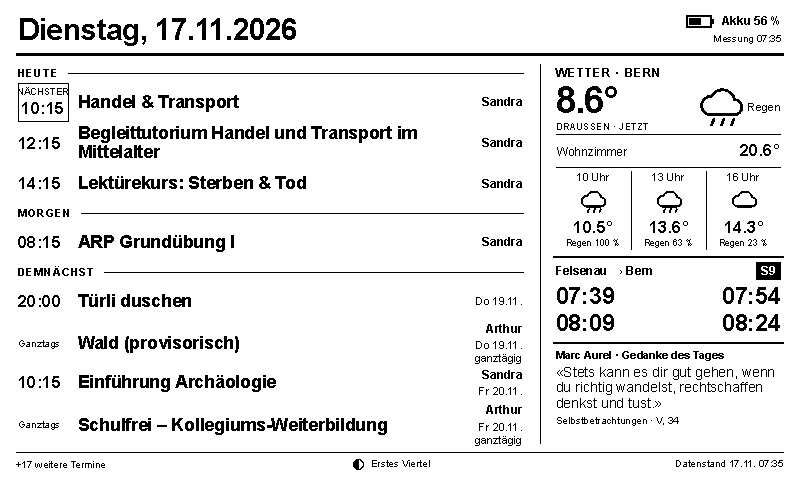 Dienstag, 17.11.2026
Akku 56 %
Messung 07:35
HEUTE
NÄCHSTER
10:15 Handel & Transport Sandra
12:15 Begleittutorium Handel und Transport im Mittelalter Sandra
14:15 Lektürekurs: Sterben & Tod Sandra
MORGEN
08:15 ARP Grundübung I Sandra
DEMNÄCHST
20:00 Türli duschen Do 19.11.
Ganztags Wald (provisorisch) Arthur Do 19.11. ganztägig
10:15 Einführung Archäologie Sandra Fr 20.11.
Ganztags Schulfrei – Kollegiums-Weiterbildung Arthur Fr 20.11. ganztägig
WETTER · BERN
8.6° Regen
DRAUSSEN · JETZT
Wohnzimmer 20.6°
10 Uhr 13 Uhr 16 Uhr
10.5° 13.6° 14.3°
Regen 100 % Regen 63 % Regen 23 %
Felsenau › Bern S9
07:39 07:54
08:09 08:24
Marc Aurel · Gedanke des Tages
«Stets kann es dir gut gehen, wenn
du richtig wandelst, rechtschaffen
denkst und tust.»
Selbstbetrachtungen · V, 34
+17 weitere Termine
Erstes Viertel
Datenstand 17.11. 07:35